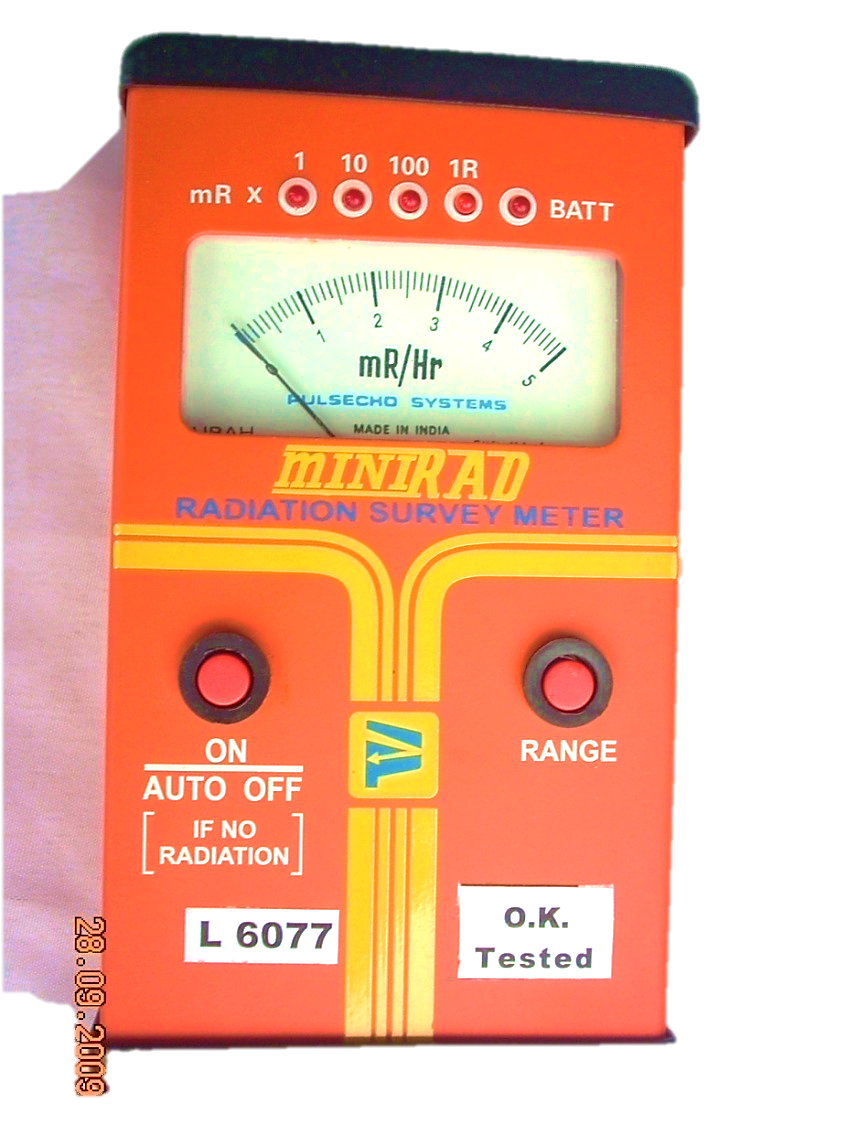 1 10 100 1R
mR x BATT
1 2 3 4 5
mR/Hr
PULSECHO SYSTEMS
MADE IN INDIA
MINIRAD
RADIATION SURVEY METER
ON
AUTO OFF
[IF NO
RADIATION]
RANGE
L 6077
O.K.
Tested
28.09.2009